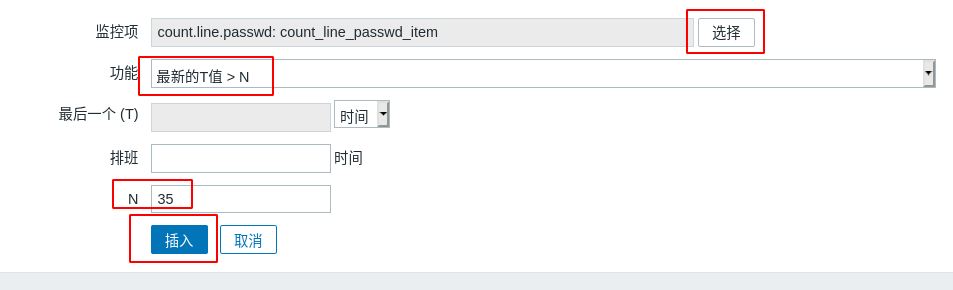 监控项 count.line.passwd: count_line_passwd_item 选择
功能 最新的T值 > N
最后一个 (T) 时间
排班 时间
N 35
插入 取消